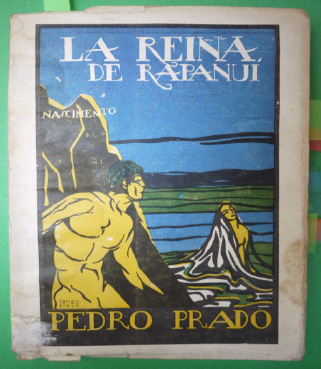 LA REINA
DE RAPANUI
NASCIMENTO
PEDRO PRADO